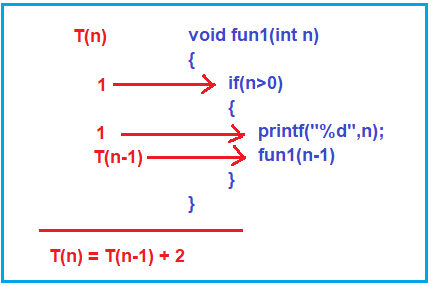 T(n) void fun1(int n)
{
1 if(n>0)
{
1 printf("%d",n);
T(n-1) fun1(n-1)
}
}
T(n) = T(n-1) + 2